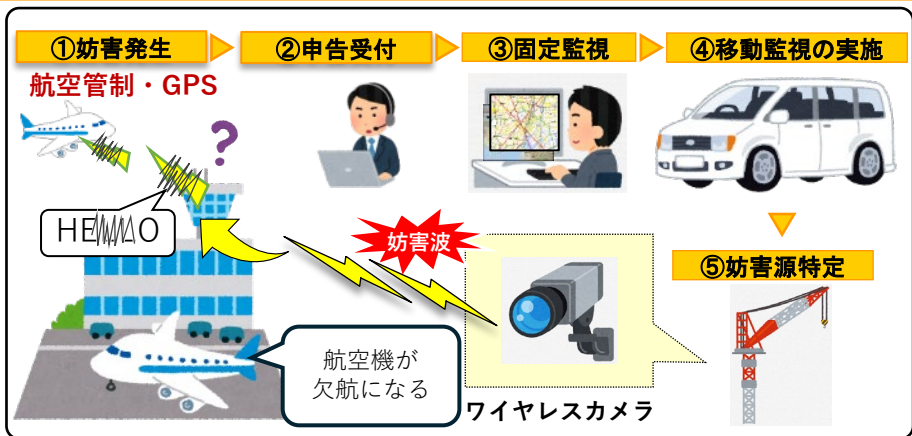 ①妨害発生
②申告受付
③固定監視
④移動監視の実施
航空管制・GPS
?
HE
O
妨害波
⑤妨害源特定
航空機が
欠航になる
ワイヤレスカメラ